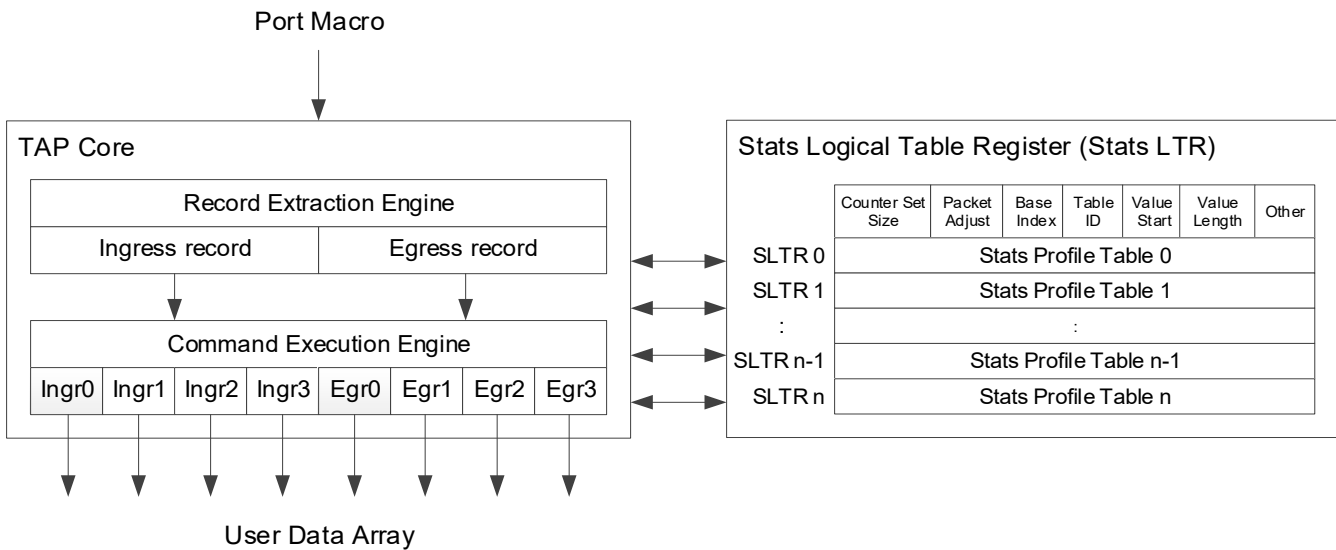 Port Macro
TAP Core
Record Extraction Engine
Ingress record Egress record
Command Execution Engine
Ingr0 Ingr1 Ingr2 Ingr3 Egr0 Egr1 Egr2 Egr3
User Data Array
Stats Logical Table Register (Stats LTR)
Counter Set Packet Base Table Value Value Other
Size Adjust Index ID Start Length
SLTR 0 Stats Profile Table 0
SLTR 1 Stats Profile Table 1
: :
SLTR n-1 Stats Profile Table n-1
SLTR n Stats Profile Table n